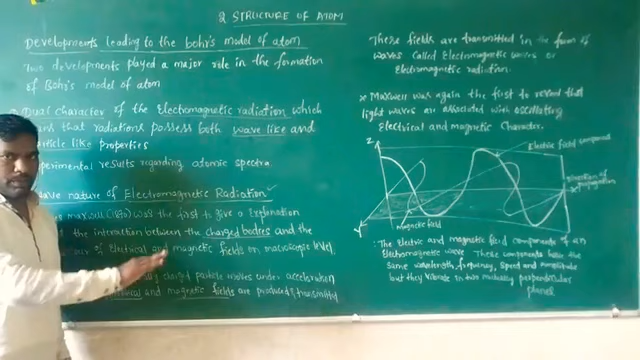 2 STRUCTURE OF ATOM
Developments leading to the bohr's model of atom
Two developments played a major role in the formation
of Bohr's model of atom
Dual character of the Electromagnetic radiation which
that radiations possess both wave like and
particle like properties
experimental results regarding atomic spectra
nature of Electromagnetic Radiation
was the first to give a Explanation
the interaction between the charged bodies and the
of Electrical and magnetic fields on macroscopic level
charged particle moves under acceleration
and magnetic fields are produced transmitted
These fields are transmitted in the form of
waves called Electromagnetic waves or
Electromagnetic radiation.
* Maxwell was again the first to reveal that
light waves are associated with oscillating
Electrical and magnetic Character.
Z
Electric field component
Direction of
propagation
X
Y
magnetic field
: The Electric and magnetic field components of an
Electromagnetic wave These components have the
same wavelength, frequency, speed and amplitude
but they vibrate in two mutually perpendicular
planes